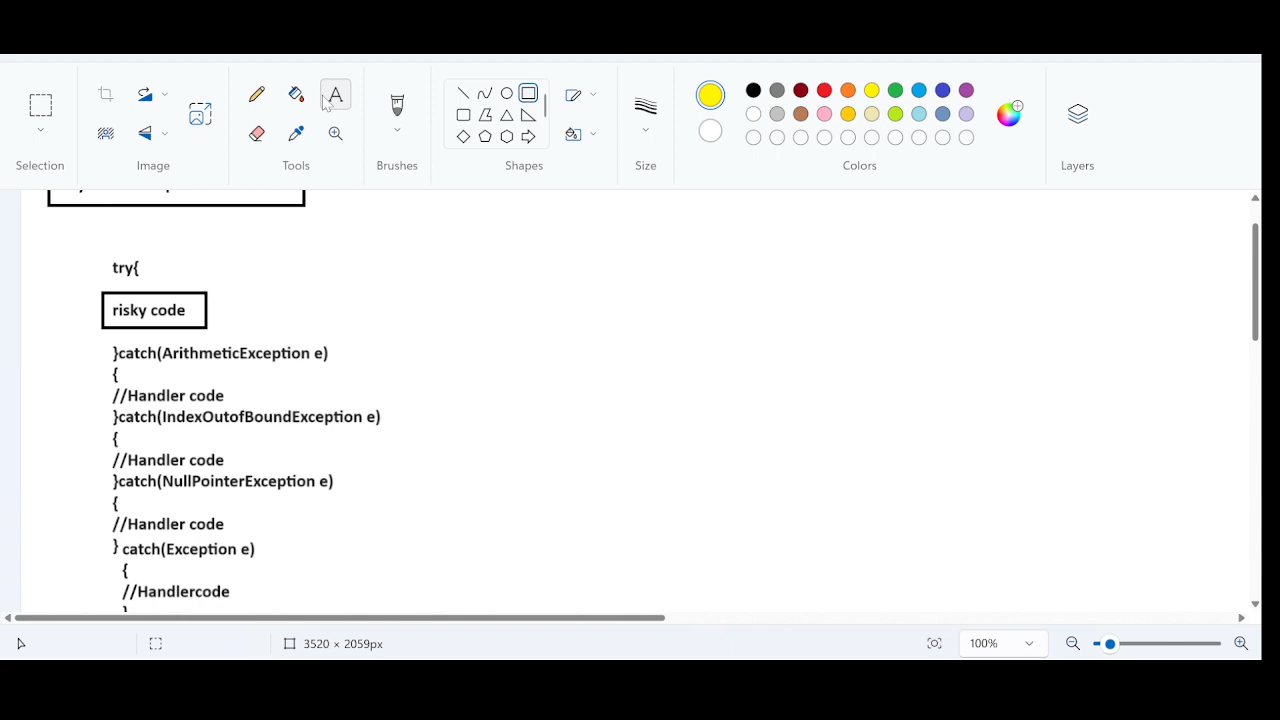 Selection
Image
Tools
Brushes
Shapes
Size
Colors
Layers
try{
risky code
}catch(ArithmeticException e)
{
//Handler code
}catch(IndexOutofBoundException e)
{
//Handler code
}catch(NullPointerException e)
{
//Handler code
} catch(Exception e)
{
//Handlercode
}
3520 × 2059px
100%